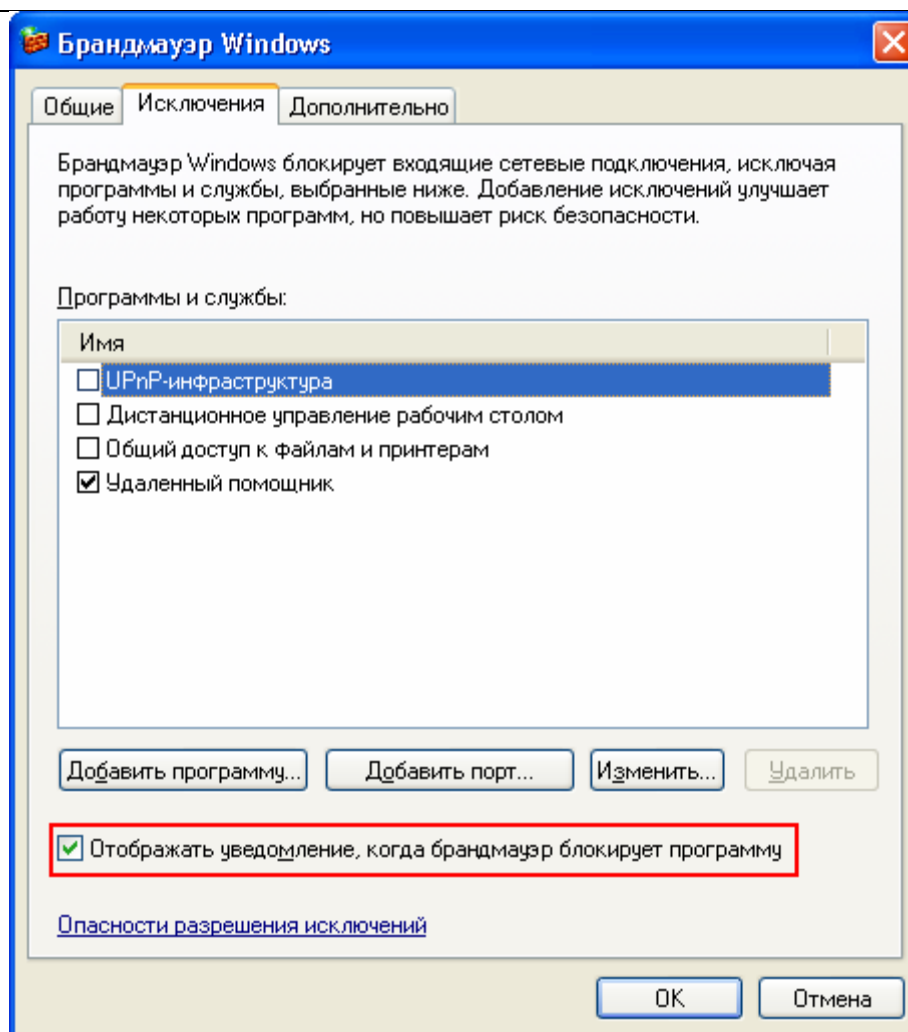 Брандмауэр Windows
Общие
Исключения
Дополнительно
Брандмауэр Windows блокирует входящие сетевые подключения, исключая
программы и службы, выбранные ниже. Добавление исключений улучшает
работу некоторых программ, но повышает риск безопасности.
Программы и службы:
Имя
UPnP-инфраструктура
Дистанционное управление рабочим столом
Общий доступ к файлам и принтерам
Удаленный помощник
Добавить программу...
Добавить порт...
Изменить...
Удалить
Отображать уведомление, когда брандмауэр блокирует программу
Опасности разрешения исключений
ОК
Отмена